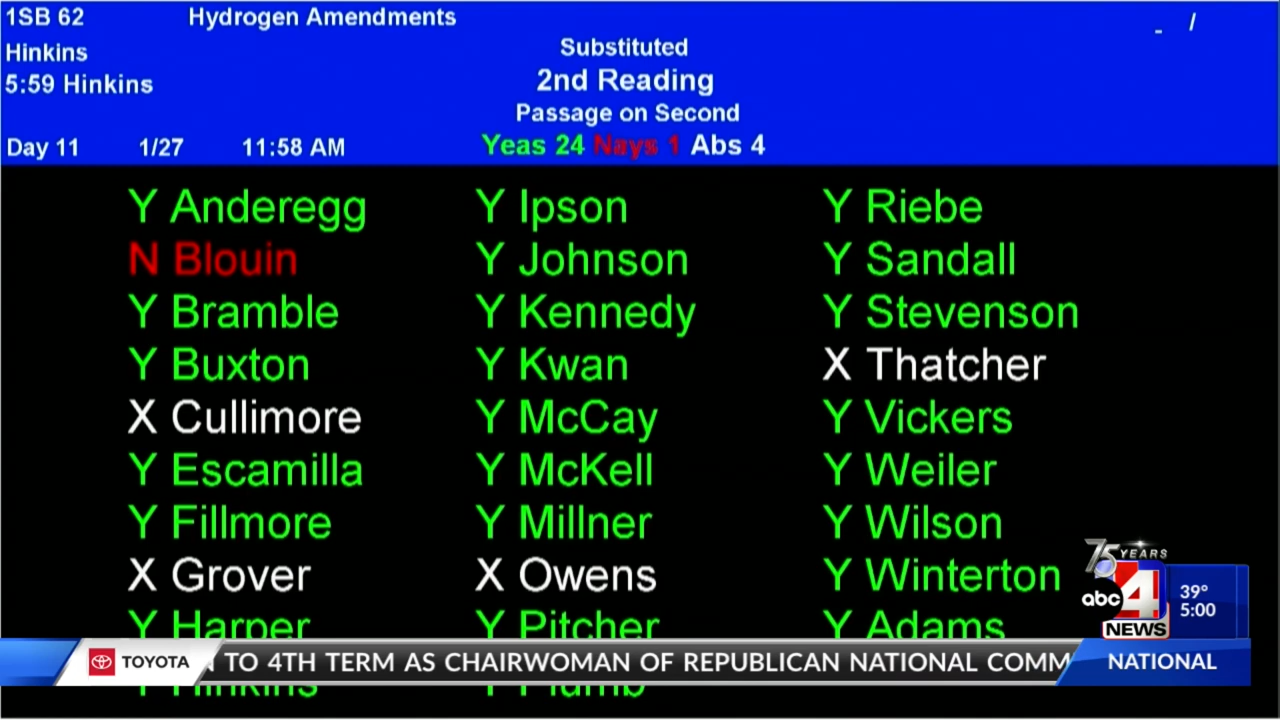 1SB 62 Hydrogen Amendments _ /
Hinkins Substituted
5:59 Hinkins 2nd Reading
Passage on Second
Day 11 1/27 11:58 AM Yeas 24 Nays 1 Abs 4
Y Anderegg Y Ipson Y Riebe
N Blouin Y Johnson Y Sandall
Y Bramble Y Kennedy Y Stevenson
Y Buxton Y Kwan X Thatcher
X Cullimore Y McCay Y Vickers
Y Escamilla Y McKell Y Weiler
Y Fillmore Y Millner Y Wilson
X Grover X Owens Y Winterton
Y Harper Y Pitcher Y Adams
Y Hinkins Y Plumb
75 YEARS
abc 4
NEWS
39°
5:00
TOYOTA TO 4TH TERM AS CHAIRWOMAN OF REPUBLICAN NATIONAL COMM NATIONAL